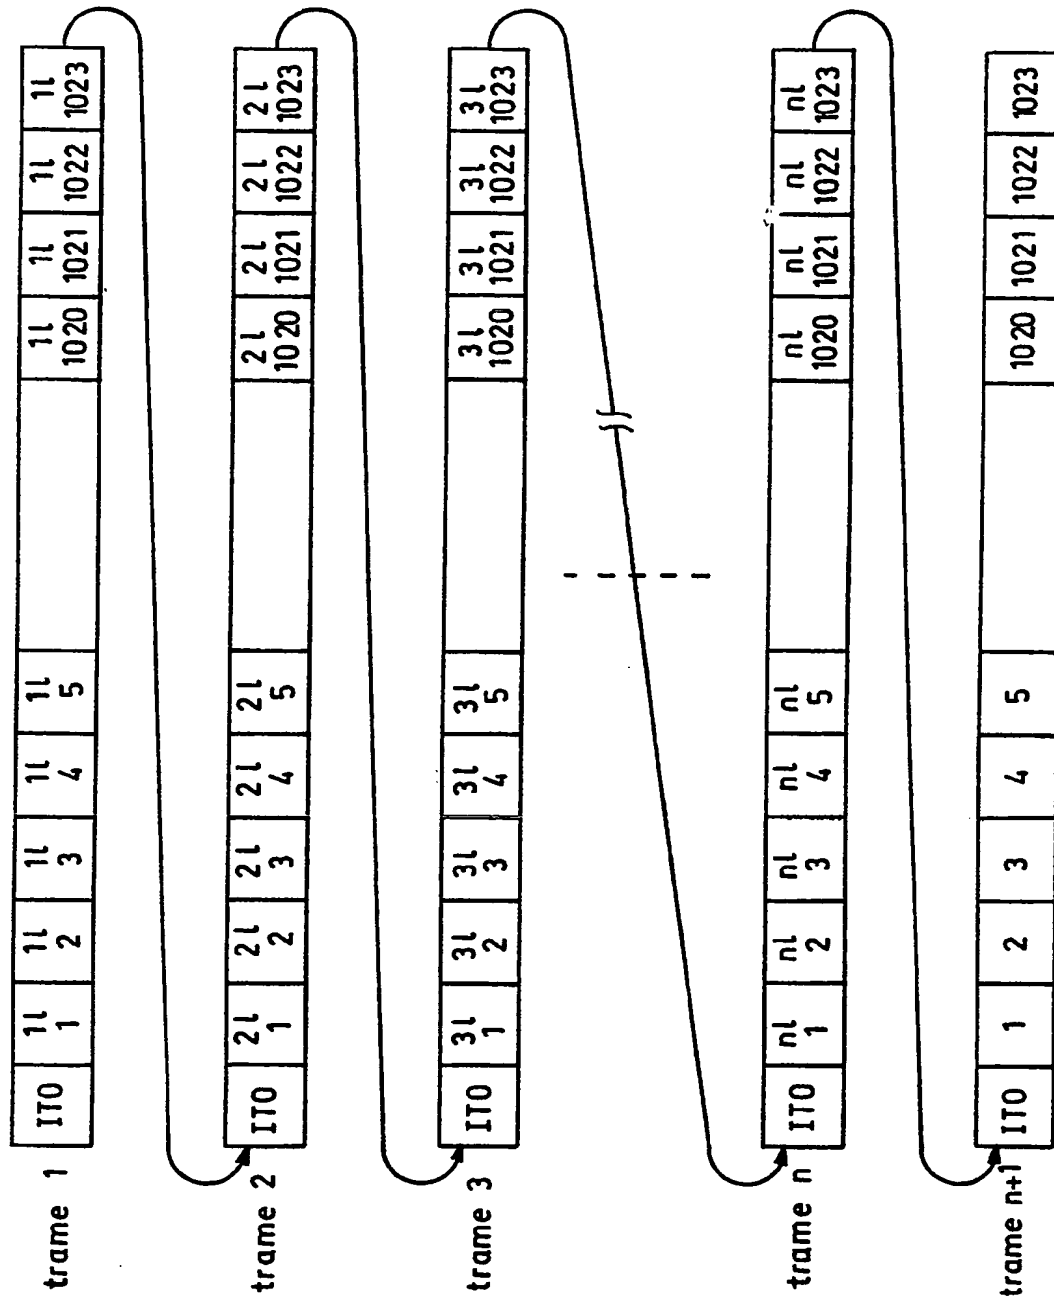 1l 1l 1l 1l 1l 1l 1l 1l 1l
trame 1 ITO 1 2 3 4 5 1020 1021 1022 1023
2l 2l 2l 2l 2l 2l 2l 2l 2l
trame 2 ITO 1 2 3 4 5 1020 1021 1022 1023
3l 3l 3l 3l 3l 3l 3l 3l 3l
trame 3 ITO 1 2 3 4 5 1020 1021 1022 1023
nl nl nl nl nl nl nl nl nl
trame n ITO 1 2 3 4 5 1020 1021 1022 1023
trame n+1 ITO 1 2 3 4 5 1020 1021 1022 1023